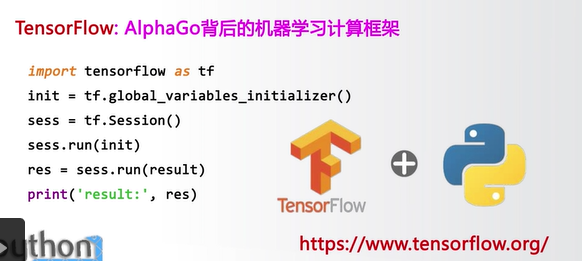 TensorFlow: AlphaGo背后的机器学习计算框架
import tensorflow as tf
init = tf.global_variables_initializer()
sess = tf.Session()
sess.run(init)
res = sess.run(result)
print('result:', res)
TensorFlow
python
https://www.tensorflow.org/